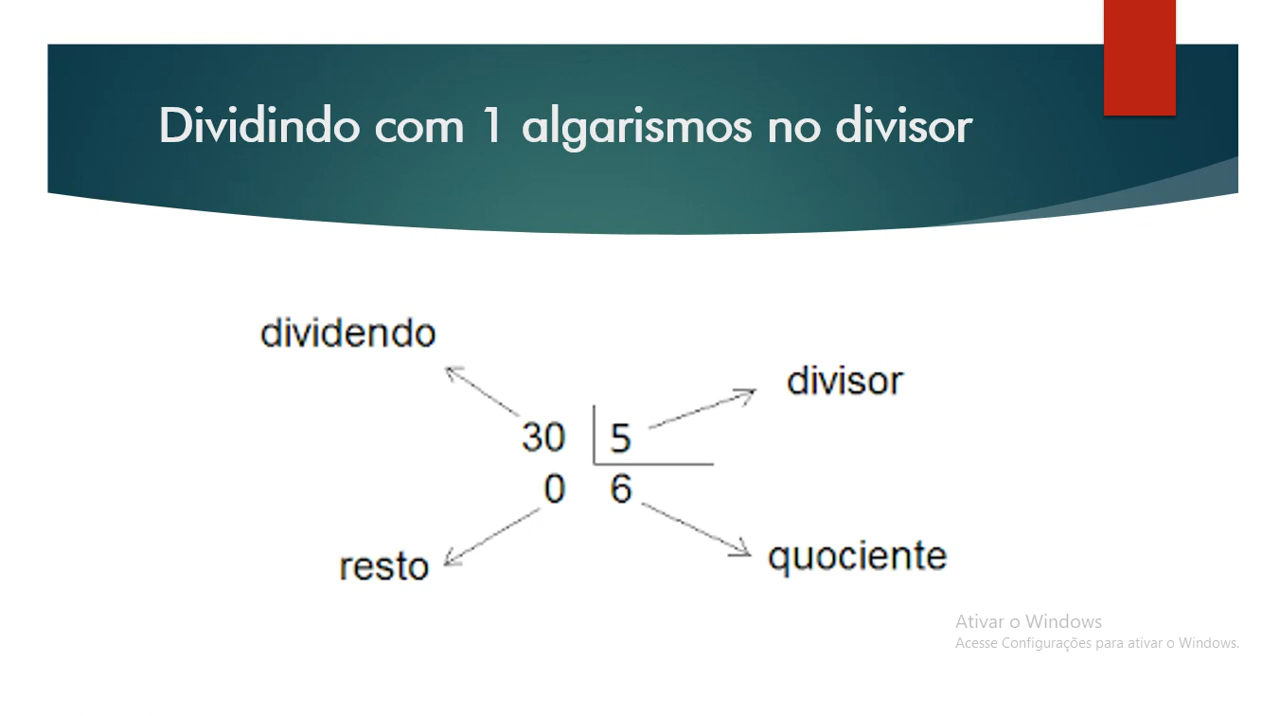 Dividindo com 1 algarismos no divisor
dividendo
divisor
30 5
0 6
resto
quociente
Ativar o Windows
Acesse Configurações para ativar o Windows.